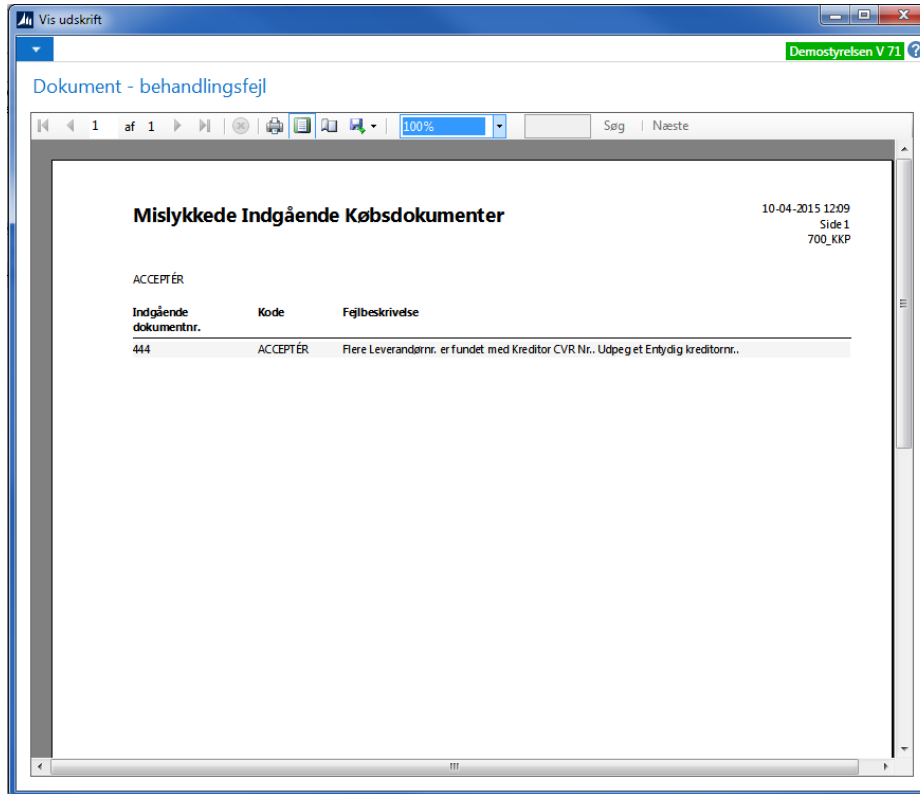 Vis udskrift
Demostyrelsen V 71
Dokument - behandlingsfejl
1 af 1 100% Søg Næste
Mislykkede Indgående Købsdokumenter
10-04-2015 12:09
Side 1
700_KKP
ACCEPTÉR
Indgående dokumentnr. Kode Fejlbeskrivelse
444 ACCEPTÉR Flere Leverandørnr. er fundet med Kreditor CVR Nr.. Udpeg et Entydig kreditornr..